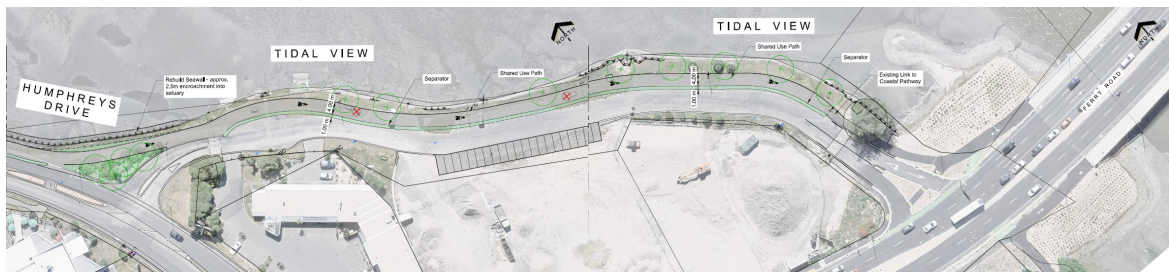 TIDAL VIEW
NORTH
TIDAL VIEW
NORTH
Shared Use Path
Separator
Rebuild Seawall - approx.
2.5m encroachment into
estuary
Separator
Shared Use Path
Existing Link to
Coastal Pathway
HUMPHREYS
DRIVE
4.00 m
1.00 m
4.00 m
1.00 m
FERRY ROAD